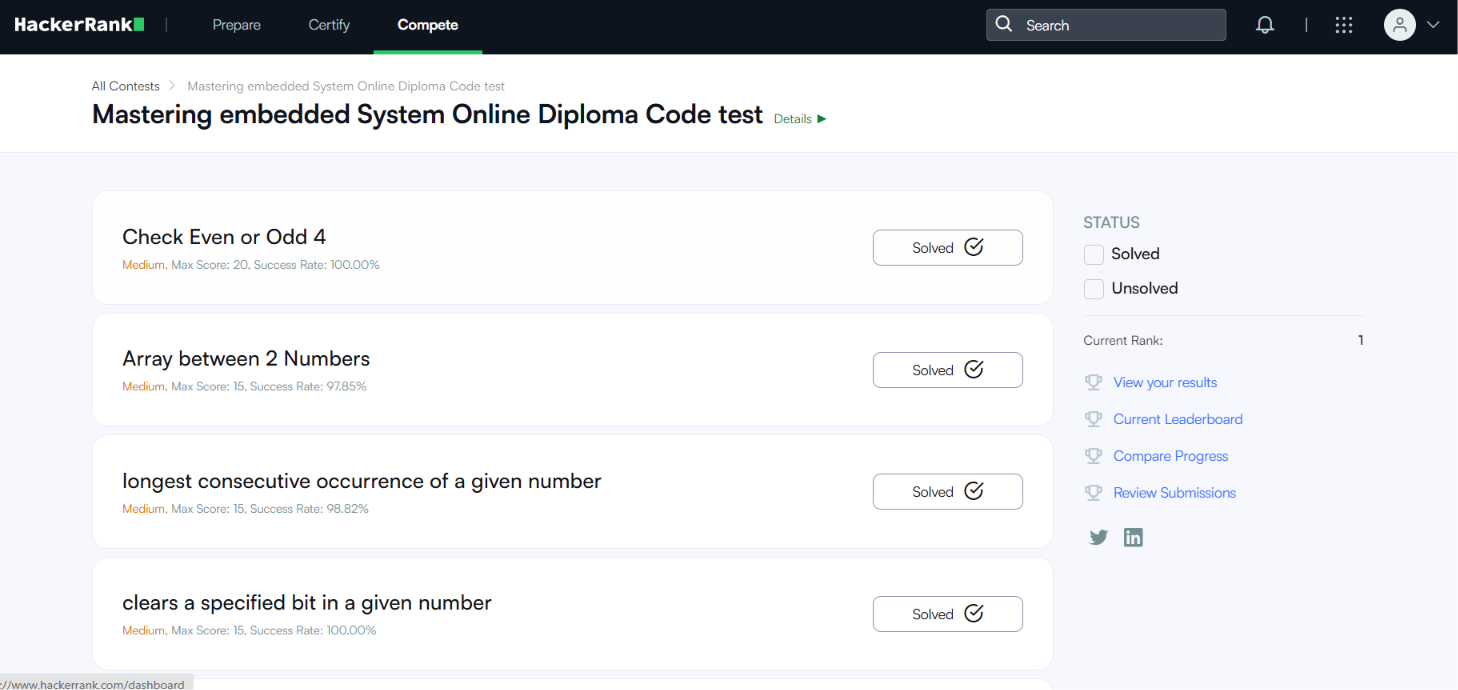 HackerRank
Prepare
Certify
Compete
Search
All Contests
Mastering embedded System Online Diploma Code test
Mastering embedded System Online Diploma Code test
Details
Check Even or Odd 4
Medium, Max Score: 20, Success Rate: 100.00%
Solved
Array between 2 Numbers
Medium, Max Score: 15, Success Rate: 97.85%
Solved
longest consecutive occurrence of a given number
Medium, Max Score: 15, Success Rate: 98.82%
Solved
clears a specified bit in a given number
Medium, Max Score: 15, Success Rate: 100.00%
Solved
STATUS
Solved
Unsolved
Current Rank: 1
View your results
Current Leaderboard
Compare Progress
Review Submissions
in
://www.hackerrank.com/dashboard